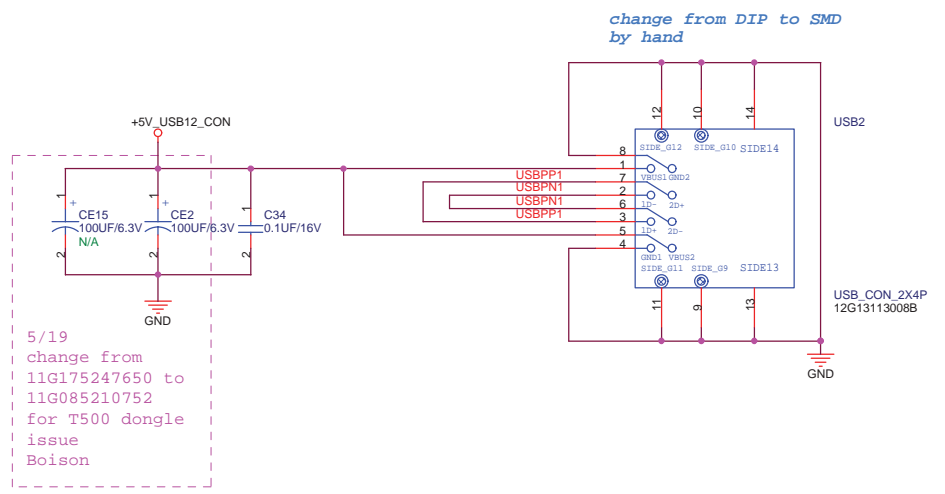 change from DIP to SMD
by hand
+5V_USB12_CON
12
10
14
USB2
SIDE_G12
SIDE_G10
SIDE14
8
1
7
2
6
3
5
4
USBPP1
USBPN1
USBPN1
USBPP1
VBUS1
GND2
1D-
2D+
1D+
2D-
GND1
VBUS2
SIDE_G11
SIDE_G9
SIDE13
11
9
13
USB_CON_2X4P
12G13113008B
GND
1
+
CE15
100UF/6.3V
N/A
2
1
+
CE2
100UF/6.3V
2
1
C34
0.1UF/16V
2
GND
5/19
change from
11G175247650 to
11G085210752
for T500 dongle
issue
Boison